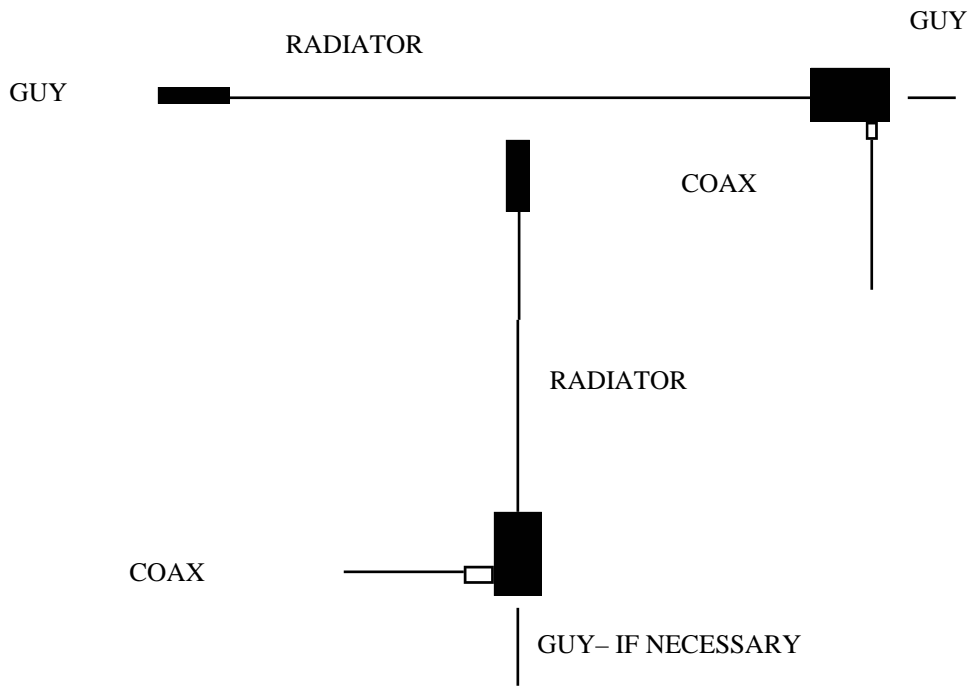 GUY
RADIATOR
GUY
COAX
RADIATOR
COAX
GUY– IF NECESSARY